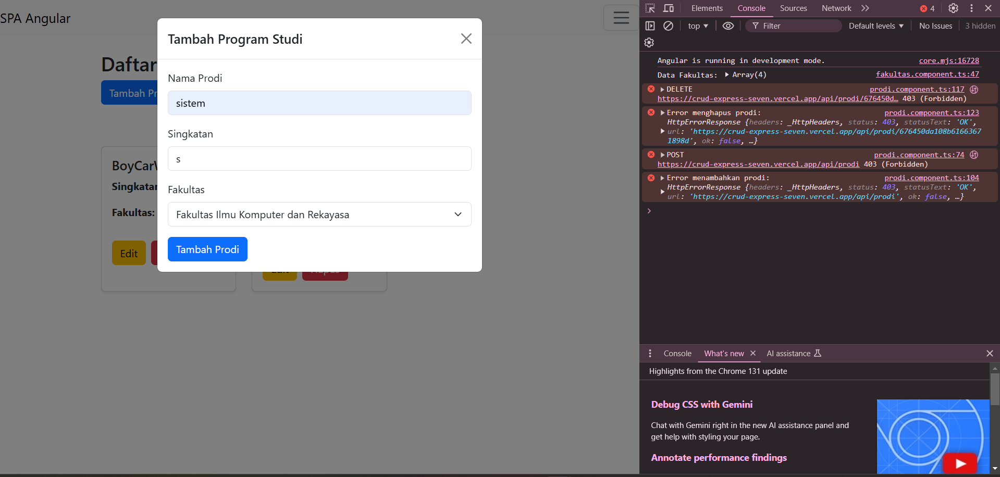 SPA Angular
Daftar
Tambah Pr
BoyCarV
Singkatan
Fakultas:
Edit
Edit
Hapus
Tambah Program Studi
Nama Prodi
sistem
Singkatan
s
Fakultas
Fakultas Ilmu Komputer dan Rekayasa
Tambah Prodi
Elements Console Sources Network 4
top Filter Default levels No Issues 3 hidden
Angular is running in development mode. core.mjs:16728
Data Fakultas: Array(4) fakultas.component.ts:47
DELETE prodi.component.ts:117
https://crud-express-seven.vercel.app/api/prodi/676450d… 403 (Forbidden)
Error menghapus prodi: prodi.component.ts:123
HttpErrorResponse {headers: _HttpHeaders, status: 403, statusText: 'OK',
url: 'https://crud-express-seven.vercel.app/api/prodi/676450da108b6166367
1898d', ok: false, …}
POST prodi.component.ts:74
https://crud-express-seven.vercel.app/api/prodi 403 (Forbidden)
Error menambahkan prodi: prodi.component.ts:104
HttpErrorResponse {headers: _HttpHeaders, status: 403, statusText: 'OK',
url: 'https://crud-express-seven.vercel.app/api/prodi', ok: false, …}
Console What's new AI assistance
Highlights from the Chrome 131 update
Debug CSS with Gemini
Chat with Gemini right in the new AI assistance panel and
get help with styling your page.
Annotate performance findings